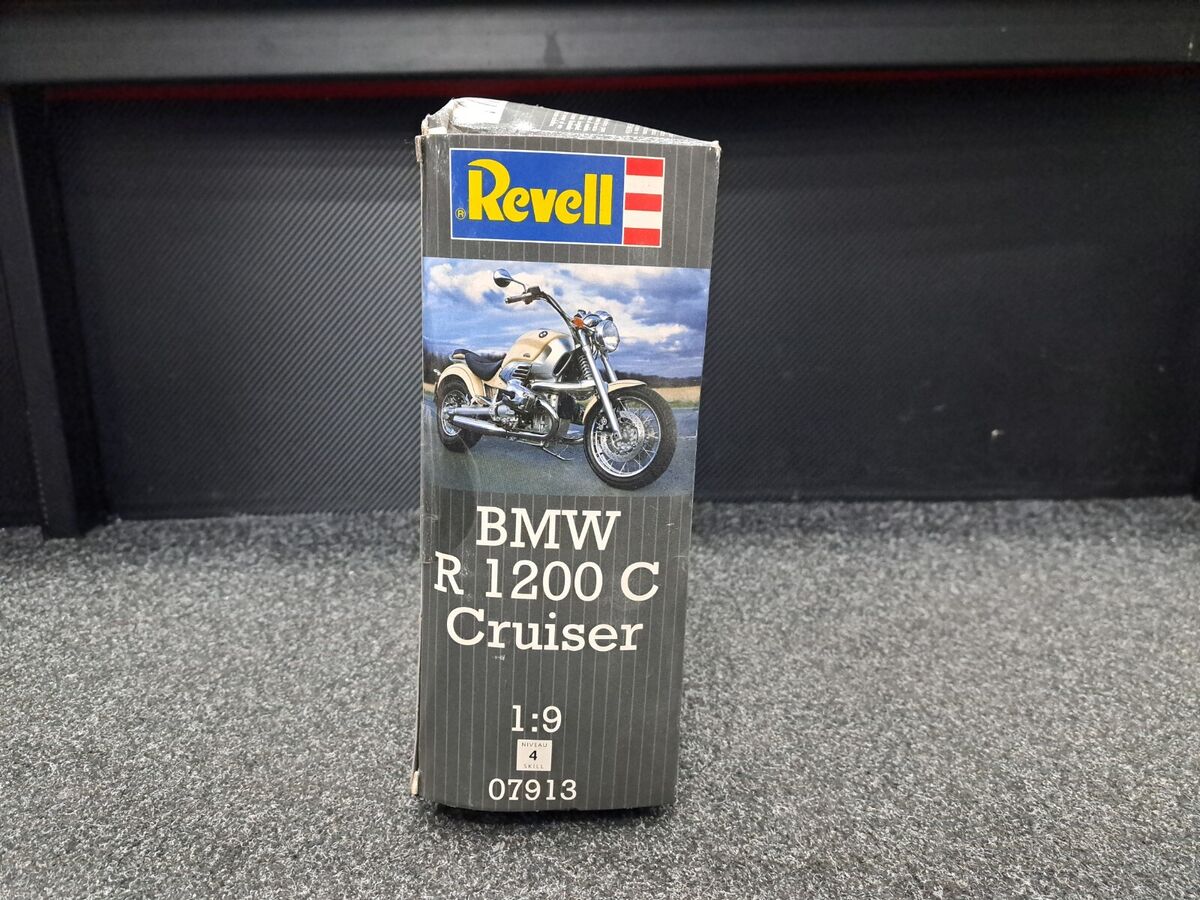 ® Revell
BMW
R 1200 C
Cruiser
1:9
NIVEAU
4
SKILL
07913